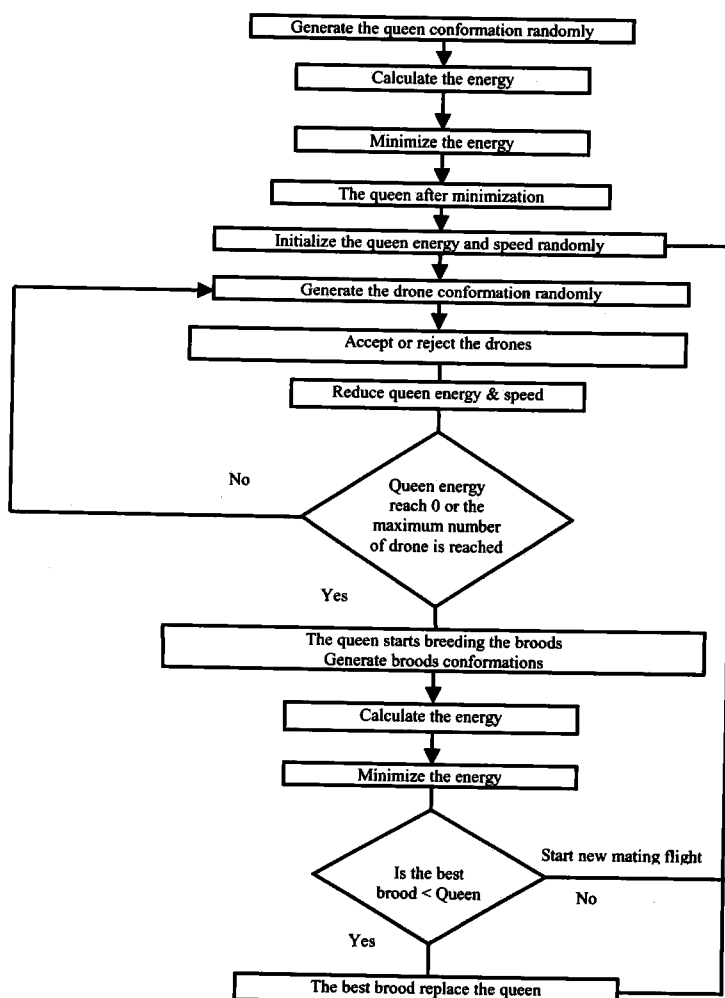 Generate the queen conformation randomly
Calculate the energy
Minimize the energy
The queen after minimization
Initialize the queen energy and speed randomly
Generate the drone conformation randomly
Accept or reject the drones
Reduce queen energy & speed
No
Queen energy
reach 0 or the
maximum number
of drone is reached
Yes
The queen starts breeding the broods
Generate broods conformations
Calculate the energy
Minimize the energy
Start new mating flight
Is the best
brood < Queen
No
Yes
The best brood replace the queen